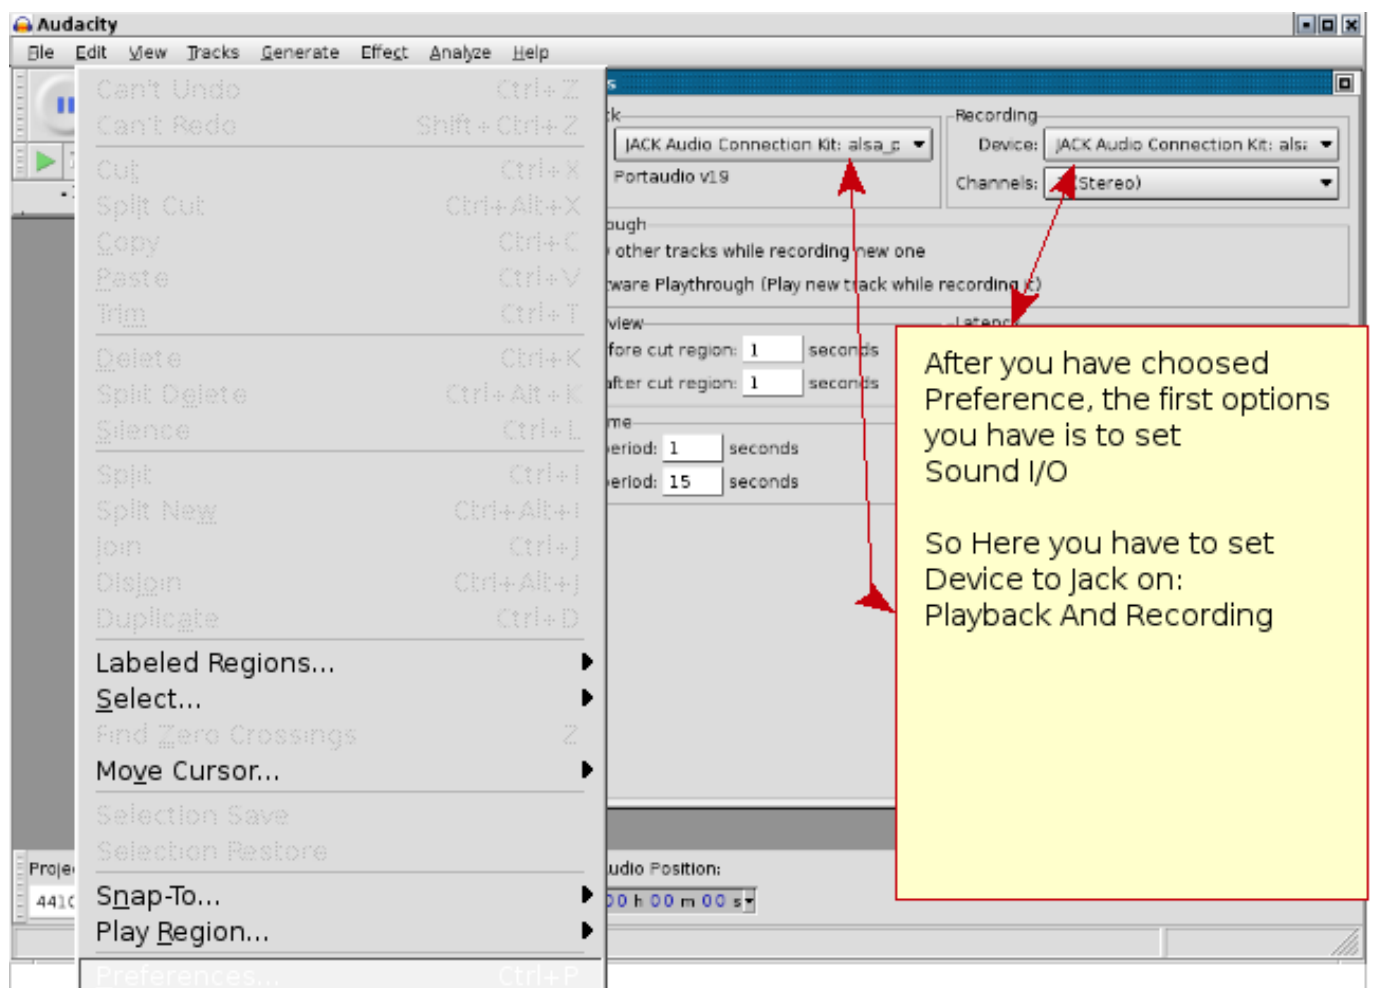 Audacity
File Edit View Tracks Generate Effect Analyze Help
Can't Undo Ctrl+Z
Can't Redo Shift+Ctrl+Z
Cut Ctrl+X
Split Cut Ctrl+Alt+X
Copy Ctrl+C
Paste Ctrl+V
Trim Ctrl+T
Delete Ctrl+K
Split Delete Ctrl+Alt+K
Silence Ctrl+L
Split Ctrl+I
Split New Ctrl+Alt+I
Join Ctrl+J
Disjoin Ctrl+Alt+J
Duplicate Ctrl+D
Labeled Regions...
Select...
Find Zero Crossings Z
Move Cursor...
Selection Save
Selection Restore
Snap-To...
Play Region...
Preferences... Ctrl+P
s
k
JACK Audio Connection Kit: alsa_p
Portaudio v19
Recording
Device: JACK Audio Connection Kit: als
Channels: (Stereo)
ough
other tracks while recording new one
ware Playthrough (Play new track while recording it)
view
fore cut region: 1 seconds
after cut region: 1 seconds
Latency
me
eriod: 1 seconds
eriod: 15 seconds
After you have choosed
Preference, the first options
you have is to set
Sound I/O
So Here you have to set
Device to Jack on:
Playback And Recording
Proje
udio Position:
441
00 h 00 m 00 s